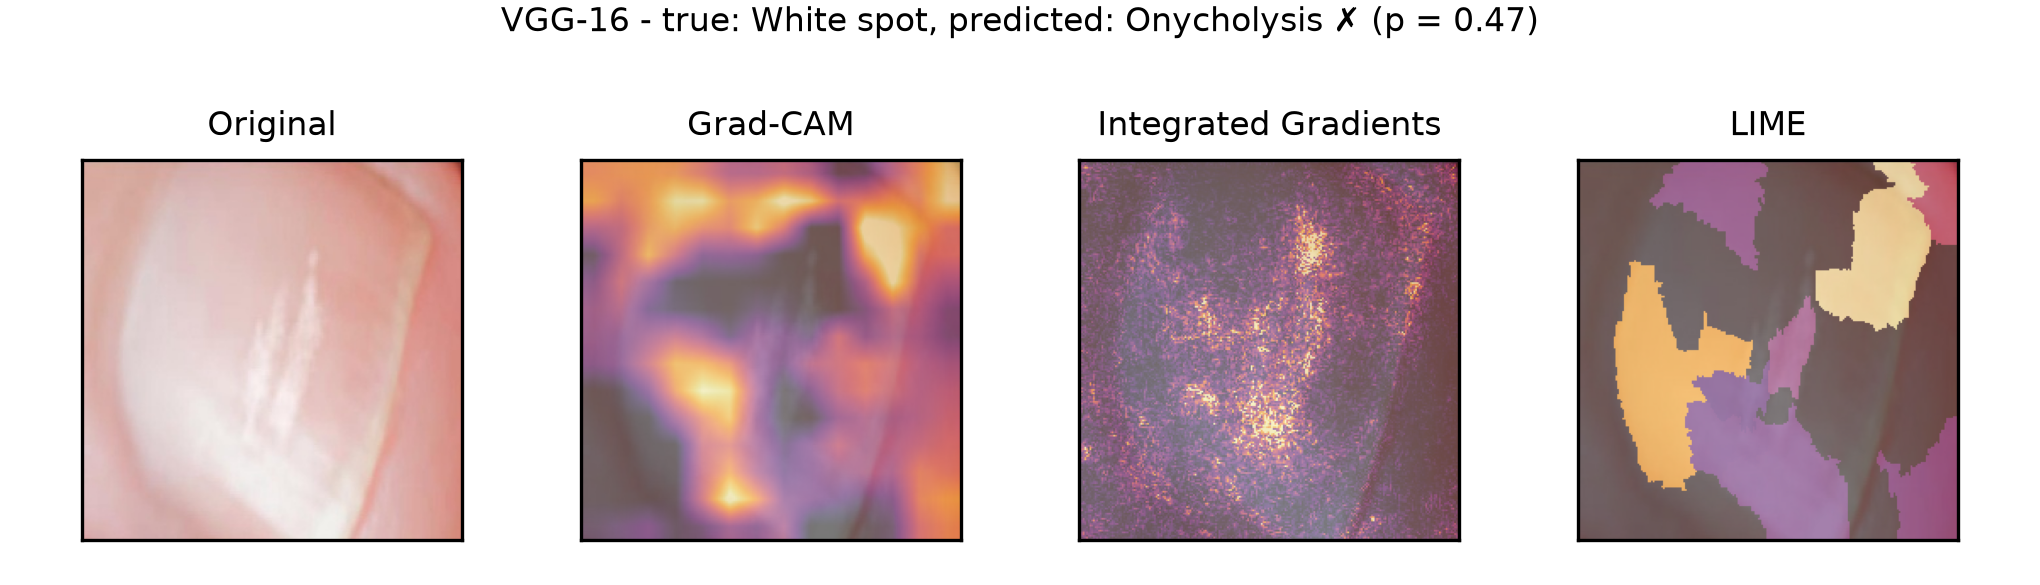 VGG-16 - true: White spot, predicted: Onycholysis ✗ (p = 0.47)
Original
Grad-CAM
Integrated Gradients
LIME